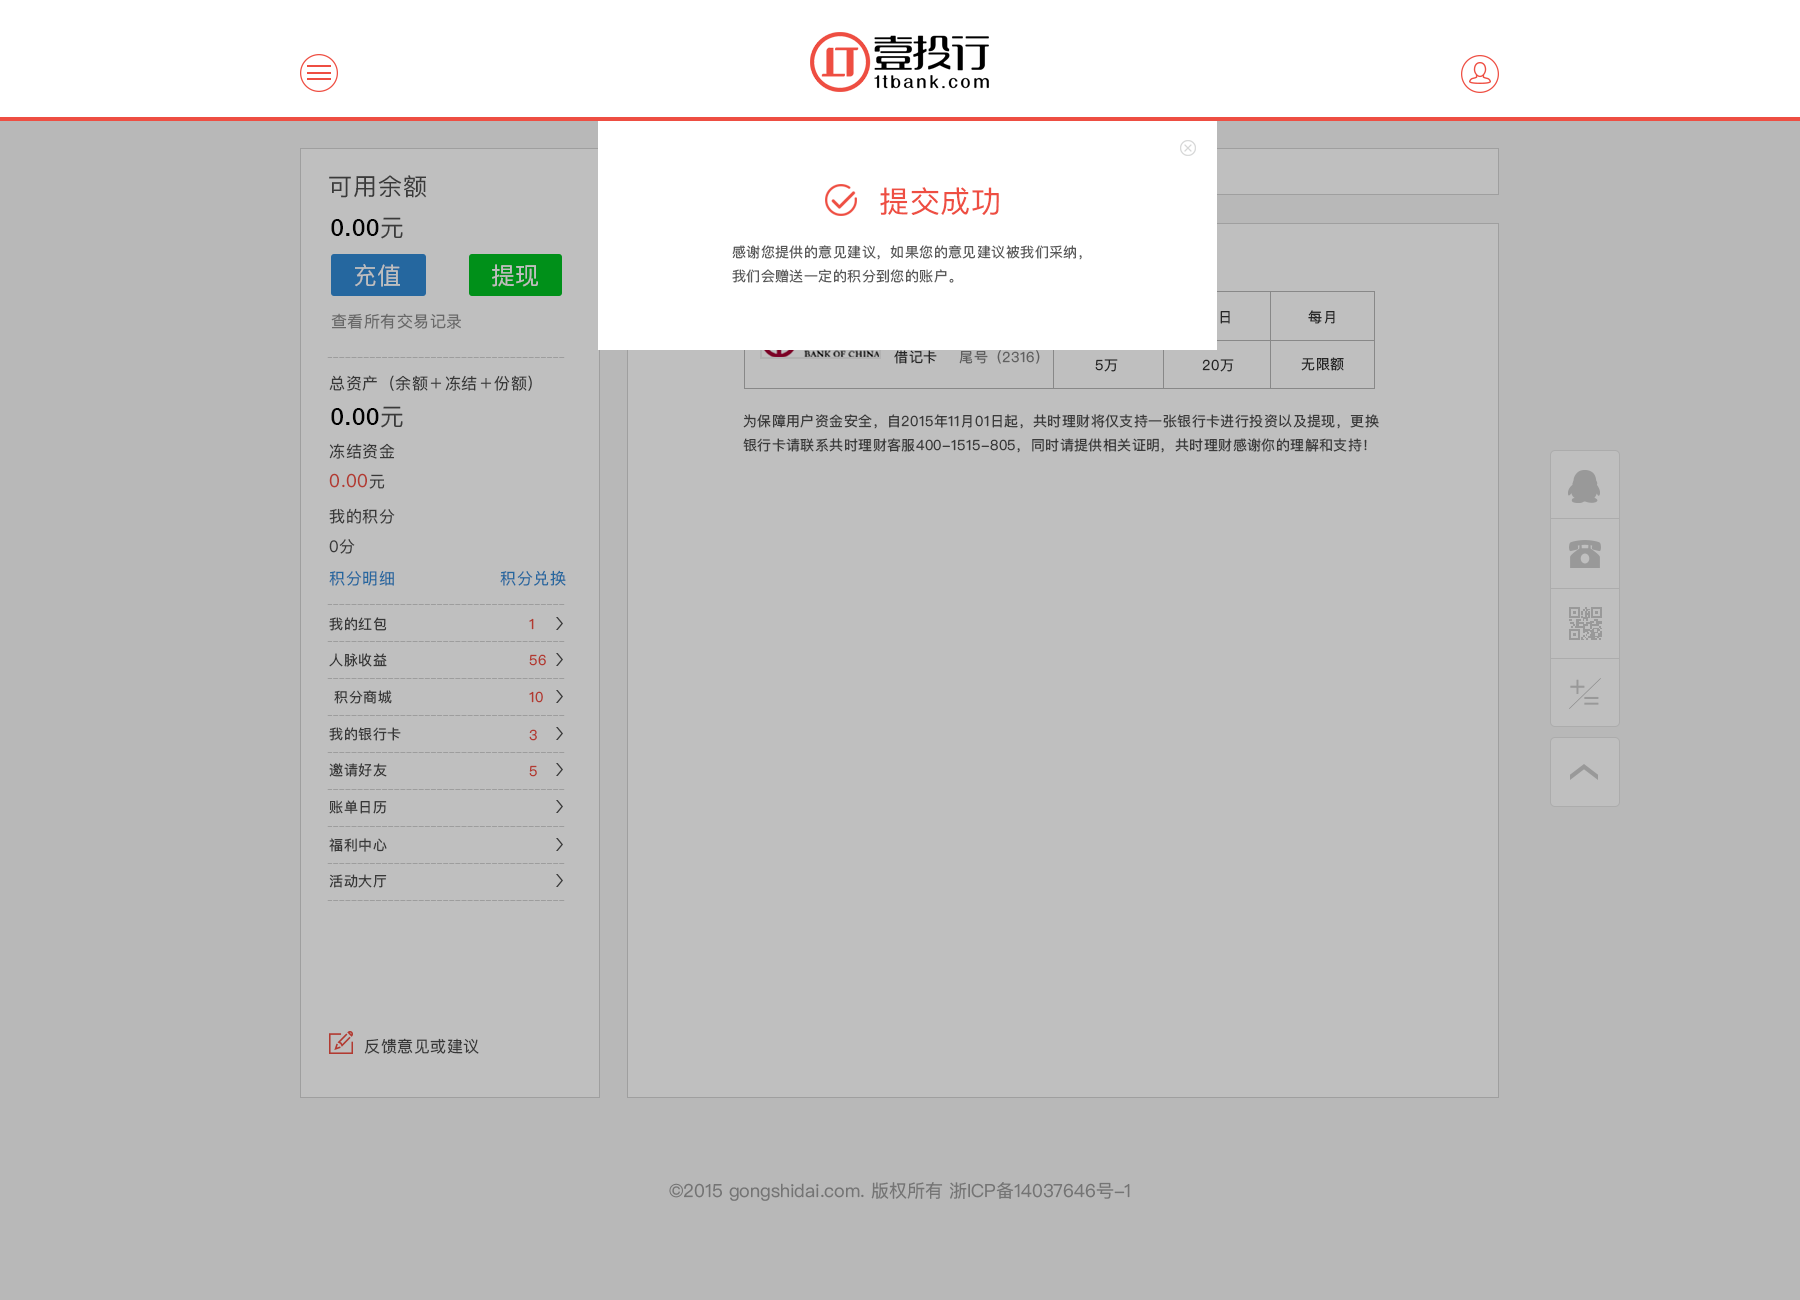 壹投行
1tbank.com
提交成功
感谢您提供的意见建议，如果您的意见建议被我们采纳，
我们会赠送一定的积分到您的账户。
可用余额
0.00元
充值 提现
查看所有交易记录
总资产（余额+冻结+份额）
0.00元
冻结资金
0.00元
我的积分
0分
积分明细 积分兑换
我的红包 1
人脉收益 56
积分商城 10
我的银行卡 3
邀请好友 5
账单日历
福利中心
活动大厅
反馈意见或建议
日 每月
BANK OF CHINA 借记卡 尾号（2316） 5万 20万 无限额
为保障用户资金安全，自2015年11月01日起，共时理财将仅支持一张银行卡进行投资以及提现，更换
银行卡请联系共时理财客服400-1515-805，同时请提供相关证明，共时理财感谢你的理解和支持！
©2015 gongshidai.com. 版权所有 浙ICP备14037646号-1